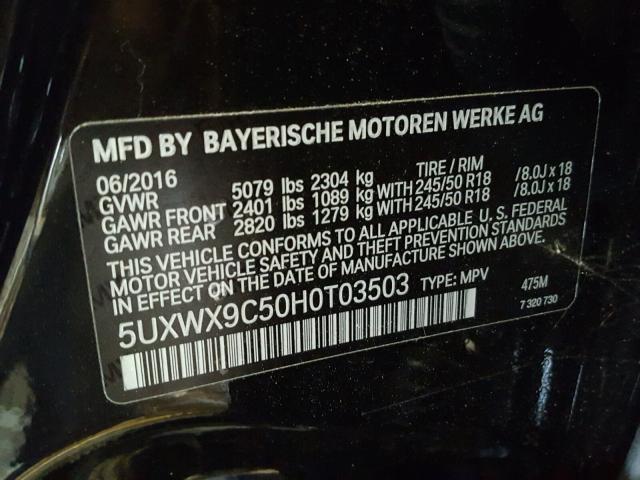 MFD BY BAYERISCHE MOTOREN WERKE AG
06/2016 TIRE / RIM
GVWR 5079 lbs 2304 kg
GAWR FRONT 2401 lbs 1089 kg WITH 245/50 R18 / 8.0J x 18
GAWR REAR 2820 lbs 1279 kg WITH 245/50 R18 / 8.0J x 18
THIS VEHICLE CONFORMS TO ALL APPLICABLE U. S. FEDERAL
MOTOR VEHICLE SAFETY AND THEFT PREVENTION STANDARDS
IN EFFECT ON THE DATE OF MANUFACTURE SHOWN ABOVE.
5UXWX9C50H0T03503 TYPE: MPV 475M
7 320 730